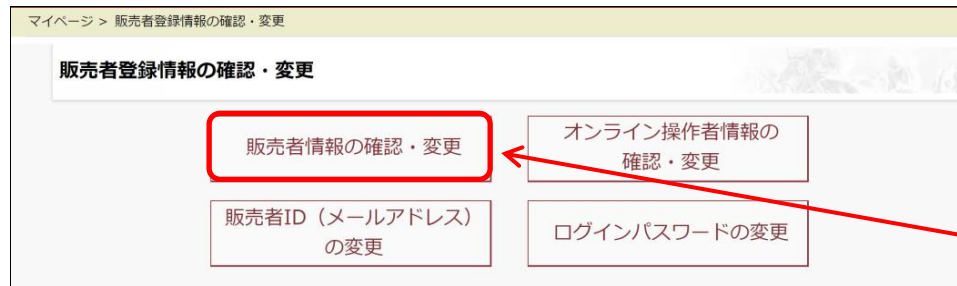 マイページ > 販売者登録情報の確認・変更
販売者登録情報の確認・変更
販売者情報の確認・変更
オンライン操作者情報の
確認・変更
販売者ID（メールアドレス）
の変更
ログインパスワードの変更